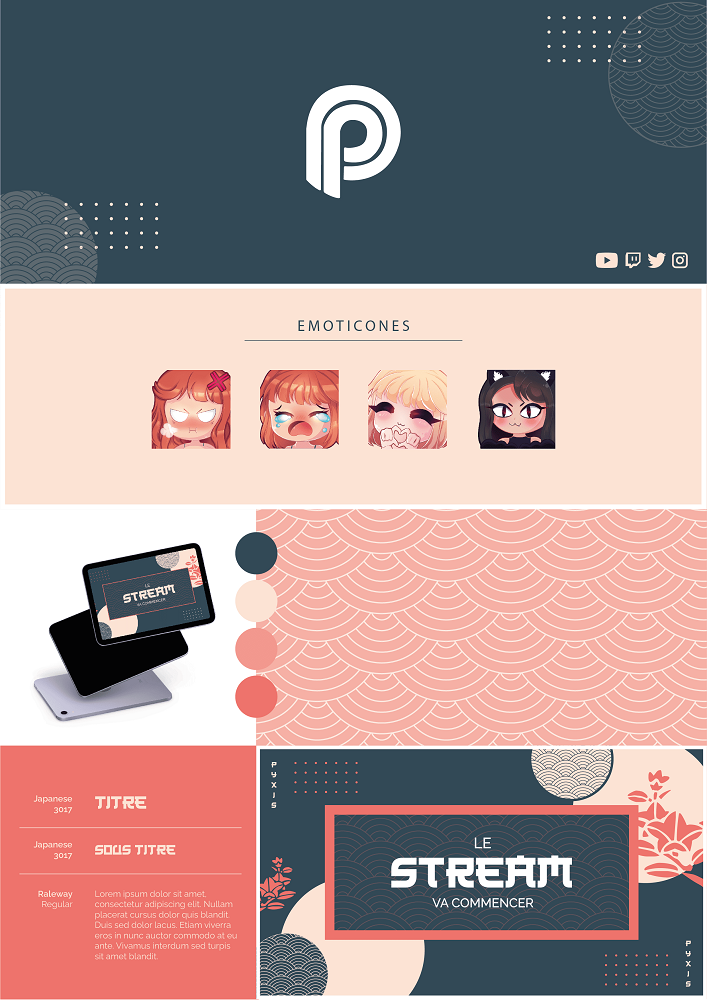 EMOTICONES
LE
STREAM
VA COMMENCER
Japanese
3017
TITRE
Japanese
3017
SOUS TITRE
Raleway
Regular
Lorem ipsum dolor sit amet,
consectetur adipiscing elit. Nullam
placerat cursus dolor quis blandit.
Duis sed dolor lacus. Etiam viverra
eros in nunc auctor commodo at eu
ante. Vivamus interdum sed turpis
sit amet blandit.
PYXIS
LE
STREAM
VA COMMENCER
PYXIS